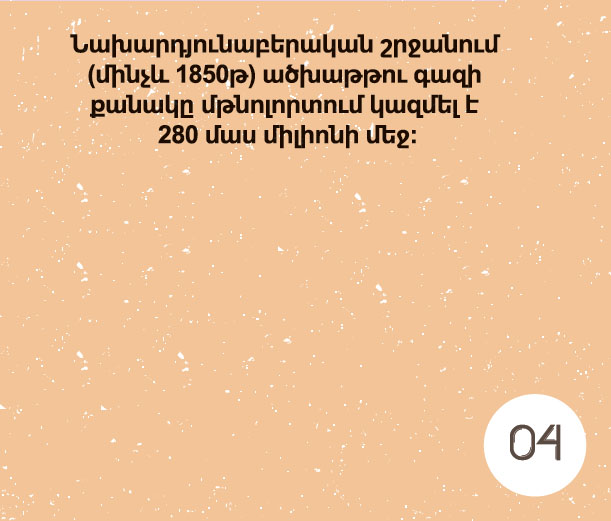 Նախարդյունաբերական շրջանում
(մինչև 1850թ) ածխաթթու գազի
քանակը մթնոլորտում կազմել է
280 մաս միլիոնի մեջ:
04